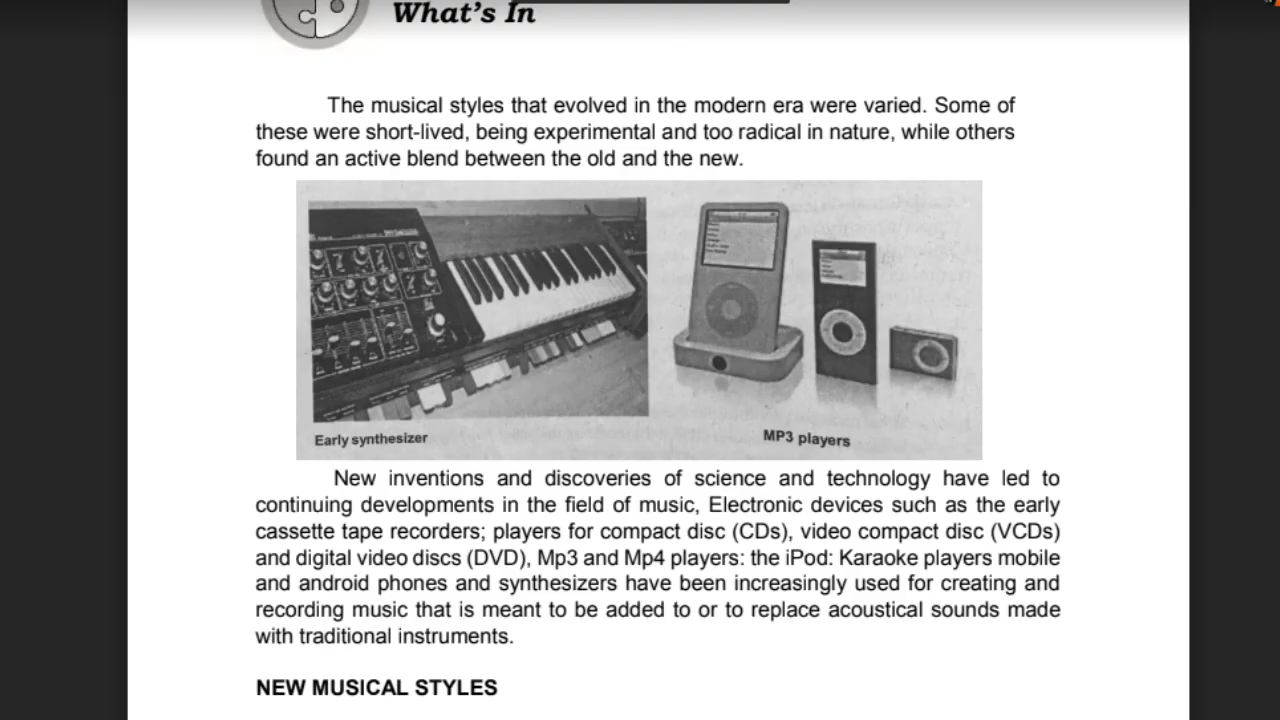 What's In
The musical styles that evolved in the modern era were varied. Some of
these were short-lived, being experimental and too radical in nature, while others
found an active blend between the old and the new.
Early synthesizer
MP3 players
New inventions and discoveries of science and technology have led to
continuing developments in the field of music, Electronic devices such as the early
cassette tape recorders; players for compact disc (CDs), video compact disc (VCDs)
and digital video discs (DVD), Mp3 and Mp4 players: the iPod: Karaoke players mobile
and android phones and synthesizers have been increasingly used for creating and
recording music that is meant to be added to or to replace acoustical sounds made
with traditional instruments.
NEW MUSICAL STYLES